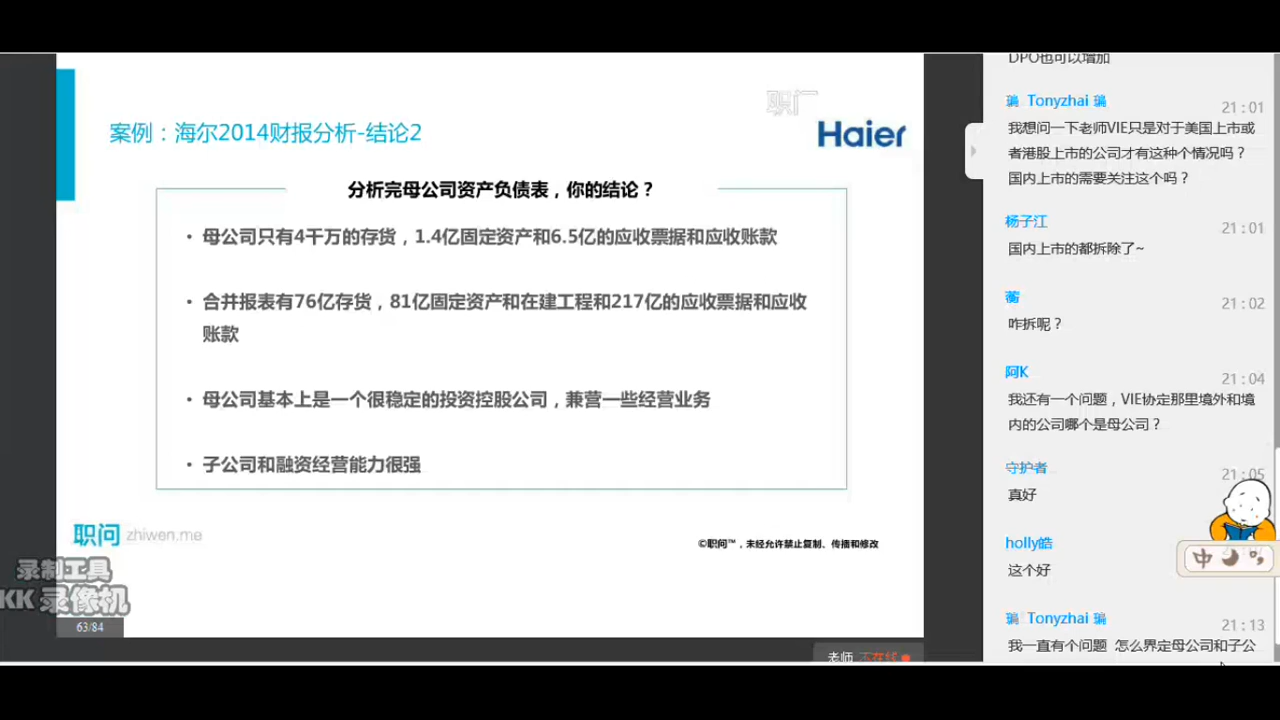 职门
案例：海尔2014财报分析-结论2
Haier
分析完母公司资产负债表，你的结论？
• 母公司只有4千万的存货，1.4亿固定资产和6.5亿的应收票据和应收账款
• 合并报表有76亿存货，81亿固定资产和在建工程和217亿的应收票据和应收
账款
• 母公司基本上是一个很稳定的投资控股公司，兼营一些经营业务
• 子公司和融资经营能力很强
职问 zhiwen.me
©职问™，未经允许禁止复制、传播和修改
录制工具
KK 录像机
63/84
老师 不在线
DPO也可以增加
Tonyzhai
21:01
我想问一下老师VIE只是对于美国上市或
者港股上市的公司才有这种个情况吗？
国内上市的需要关注这个吗？
杨子江
21:01
国内上市的都拆除了~
蘅
21:02
咋拆呢？
阿K
21:04
我还有一个问题，VIE协定那里境外和境
内的公司哪个是母公司？
守护者
21:05
真好
holly皓
这个好
中
Tonyzhai
21:13
我一直有个问题 怎么界定母公司和子公